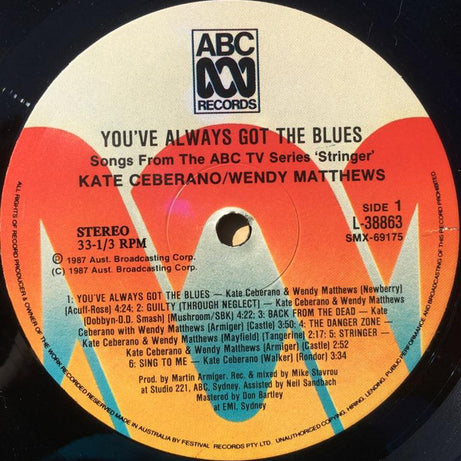 ABC
RECORDS
YOU'VE ALWAYS GOT THE BLUES
Songs From The ABC TV Series 'Stringer'
KATE CEBERANO/WENDY MATTHEWS
STEREO
33-1/3 RPM
SIDE 1
L-38863
SMX-69175
Ⓟ 1987 Aust. Broadcasting Corp.
(C) 1987 Aust. Broadcasting Corp.
1: YOU'VE ALWAYS GOT THE BLUES — Kate Ceberano & Wendy Matthews (Newberry)
(Acuff-Rose) 4:24; 2: GUILTY (THROUGH NEGLECT) — Kate Ceberano & Wendy Matthews
(Dobbyn-O.D. Smash) (Mushroom/SBK) 4:22; 3: BACK FROM THE DEAD — Kate
Ceberano with Wendy Matthews (Armiger) (Castle) 3:50; 4: THE DANGER ZONE —
Kate Ceberano & Wendy Matthews (Mayfield) (Tangerine) 2:17; 5: STRINGER —
Kate Ceberano & Wendy Matthews (Armiger) (Castle) 2:52
6: SING TO ME — Kate Ceberano (Walker) (Rondor) 3:34
Prod. by Martin Armiger. Rec. & mixed by Mike Stavrou
at Studio 221, ABC, Sydney. Assisted by Neil Sandbach
Mastered by Don Bartley
at EMI, Sydney
ALL RIGHTS OF RECORD PRODUCER & OWNER OF THE WORK RECORDED RESERVED MADE IN AUSTRALIA BY FESTIVAL RECORDS PTY LTD. UNAUTHORIZED COPYING, HIRING, LENDING, PUBLIC PERFORMANCE AND BROADCASTING OF THIS RECORD PROHIBITED.